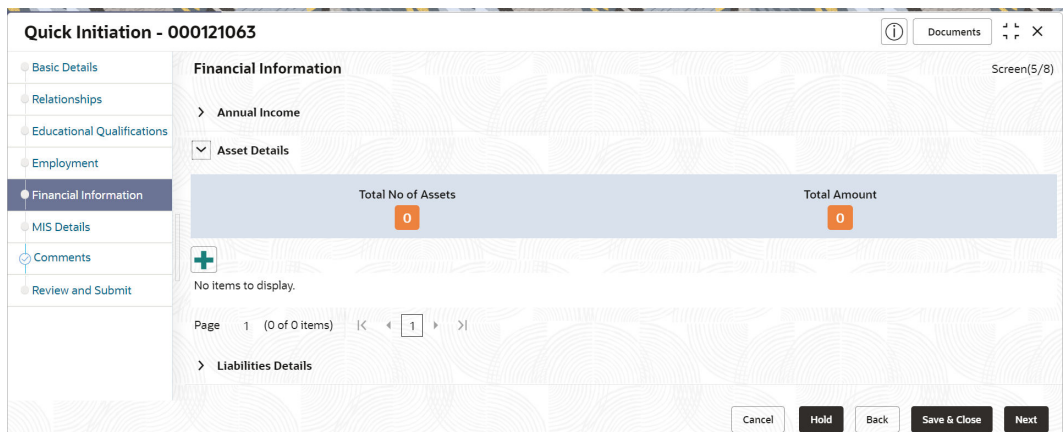 Quick Initiation - 000121063
Documents
Basic Details
Relationships
Educational Qualifications
Employment
Financial Information
MIS Details
Comments
Review and Submit
Financial Information
Screen(5/8)
Annual Income
Asset Details
Total No of Assets
Total Amount
0
0
No items to display.
Page 1 (0 of 0 items) 1
Liabilities Details
Cancel Hold Back Save & Close Next